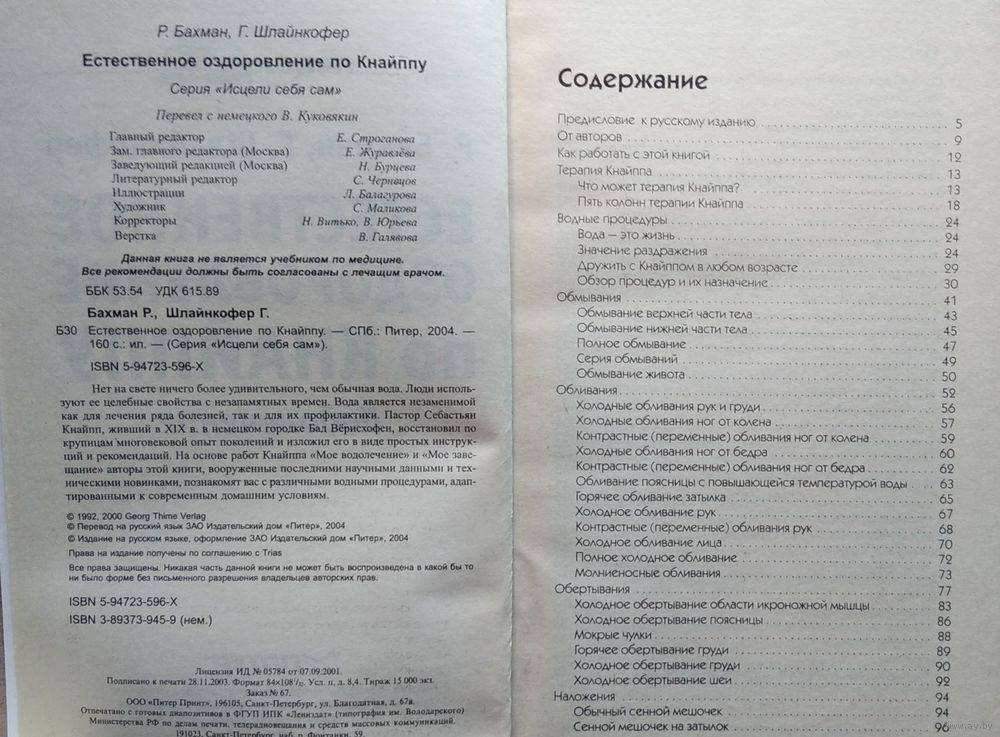 Р. Бахман, Г. Шлайнкофер
Естественное оздоровление по Кнайппу
Серия «Исцели себя сам»
Перевел с немецкого В. Куковякин
Главный редактор Е. Строганова
Зам. главного редактора (Москва) Е. Журавлёва
Заведующий редакцией (Москва) Н. Бурцева
Литературный редактор С. Чернецов
Иллюстрации Л. Балагурова
Художник С. Маликова
Корректоры Н. Витько, В. Юрьева
Верстка В. Галявова
Данная книга не является учебником по медицине.
Все рекомендации должны быть согласованы с лечащим врачом.
ББК 53.54 УДК 615.89
Бахман Р., Шлайнкофер Г.
Б30 Естественное оздоровление по Кнайппу. — СПб.: Питер, 2004. —
160 с.: ил. — (Серия «Исцели себя сам»).
ISBN 5-94723-596-X
Нет на свете ничего более удивительного, чем обычная вода. Люди исполь-
зуют ее целебные свойства с незапамятных времен. Вода является незаменимой
как для лечения ряда болезней, так и для их профилактики. Пастор Себастьян
Кнайпп, живший в XIX в. в немецком городке Бад Вёрисхофен, восстановил по
крупицам многовековой опыт поколений и изложил его в виде простых инструк-
ций и рекомендаций. На основе работ Кнайппа «Мое водолечение» и «Мое заве-
щание» авторы этой книги, вооруженные последними научными данными и тех-
ническими новинками, познакомят вас с различными водными процедурами, адап-
тированными к современным домашним условиям.
© 1992, 2000 Georg Thime Verlag
© Перевод на русский язык ЗАО Издательский дом «Питер», 2004
© Издание на русском языке, оформление ЗАО Издательский дом «Питер», 2004
Права на издание получены по соглашению с Trias
Все права защищены. Никакая часть данной книги не может быть воспроизведена в какой бы то
ни было форме без письменного разрешения владельцев авторских прав.
ISBN 5-94723-596-X
ISBN 3-89373-945-9 (нем.)
Лицензия ИД № 05784 от 07.09.2001.
Подписано к печати 28.11.2003. Формат 84×108¹/₃₂. Усл. п. л. 8,4. Тираж 15 000 экз.
Заказ № 67.
ООО «Питер Принт», 196105, Санкт-Петербург, ул. Благодатная, д. 67в.
Отпечатано с готовых диапозитивов в ФГУП ИПК «Лениздат» (типография им. Володарского)
Министерства РФ по делам печати, телерадиовещания и средств массовых коммуникаций.
191023, Санкт-Петербург, наб. р. Фонтанки, 59.
Содержание
Предисловие к русскому изданию 5
От авторов 9
Как работать с этой книгой 12
Терапия Кнайппа 13
Что может терапия Кнайппа? 13
Пять колонн терапии Кнайппа 18
Водные процедуры 24
Вода — это жизнь 24
Значение раздражения 24
Дружить с Кнайппом в любом возрасте 29
Обзор процедур и их назначение 30
Обмывания 41
Обмывание верхней части тела 43
Обмывание нижней части тела 45
Полное обмывание 47
Серия обмываний 49
Обмывание живота 50
Обливания 52
Холодные обливания рук и груди 56
Холодные обливания ног от колена 57
Контрастные (переменные) обливания ног от колена 59
Холодные обливания ног от бедра 60
Контрастные (переменные) обливания ног от бедра 62
Обливание поясницы с повышающейся температурой воды 63
Горячее обливание затылка 65
Холодное обливание рук 67
Контрастные (переменные) обливания рук 68
Холодное обливание лица 70
Полное холодное обливание 72
Молниеносные обливания 73
Обертывания 77
Холодное обертывание области икроножной мышцы 83
Холодное обертывание поясницы 86
Мокрые чулки 88
Горячее обертывание груди 89
Холодное обертывание груди 90
Холодное обертывание шеи 92
Наложения 94
Обычный сенной мешочек 94
Сенной мешочек на затылок 96
www.ay.by